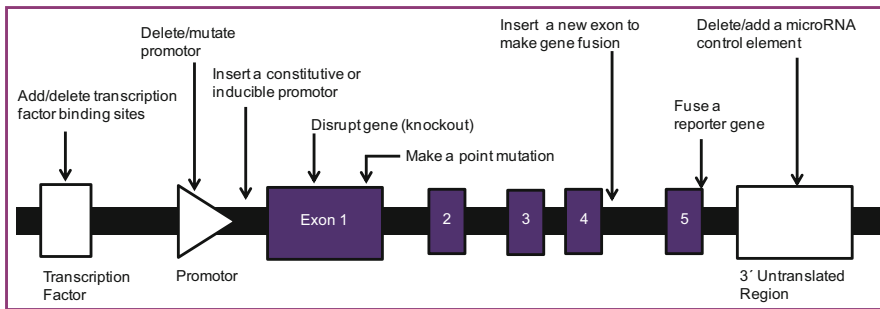 Delete/mutate
promotor
Insert a new exon to
make gene fusion
Delete/add a microRNA
control element
Add/delete transcription
factor binding sites
Insert a constitutive or
inducible promotor
Disrupt gene (knockout)
Make a point mutation
Fuse a
reporter gene
Exon 1
2
3
4
5
Transcription
Factor
Promotor
3´ Untranslated
Region